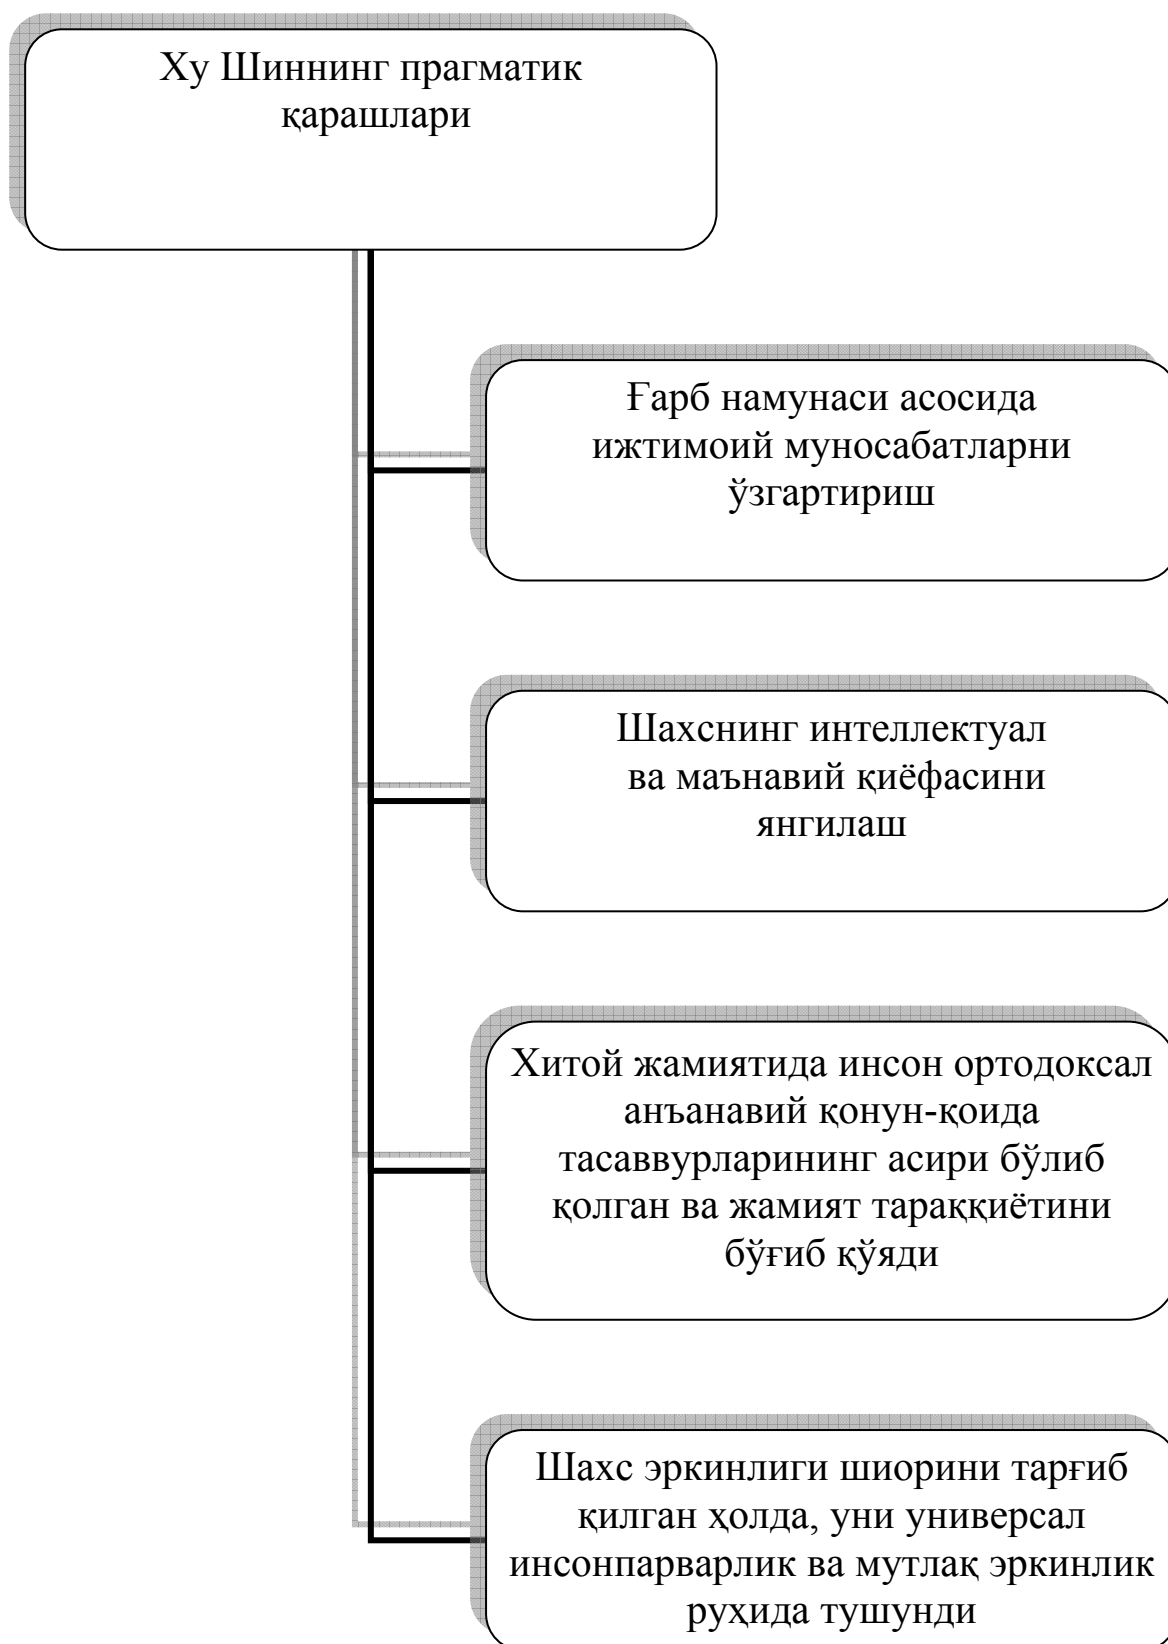 Ху Шиннинг прагматик
қарашлари
Ғарб намунаси асосида
ижтимоий муносабатларни
ўзгартириш
Шахснинг интеллектуал
ва маънавий қиёфасини
янгилаш
Хитой жамиятида инсон ортодоксал
анъанавий қонун-қоида
тасаввурларининг асири бўлиб
қолган ва жамият тараққиётини
бўғиб қўяди
Шахс эркинлиги шиорини тарғиб
қилган ҳолда, уни универсал
инсонпарварлик ва мутлақ эркинлик
руҳида тушунди